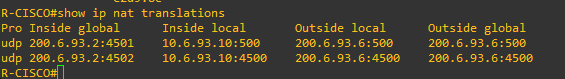 R-CISCO#show ip nat translations
Pro Inside global Inside local Outside local Outside global
udp 200.6.93.2:4501 10.6.93.10:500 200.6.93.6:500 200.6.93.6:500
udp 200.6.93.2:4502 10.6.93.10:4500 200.6.93.6:4500 200.6.93.6:4500
R-CISCO#